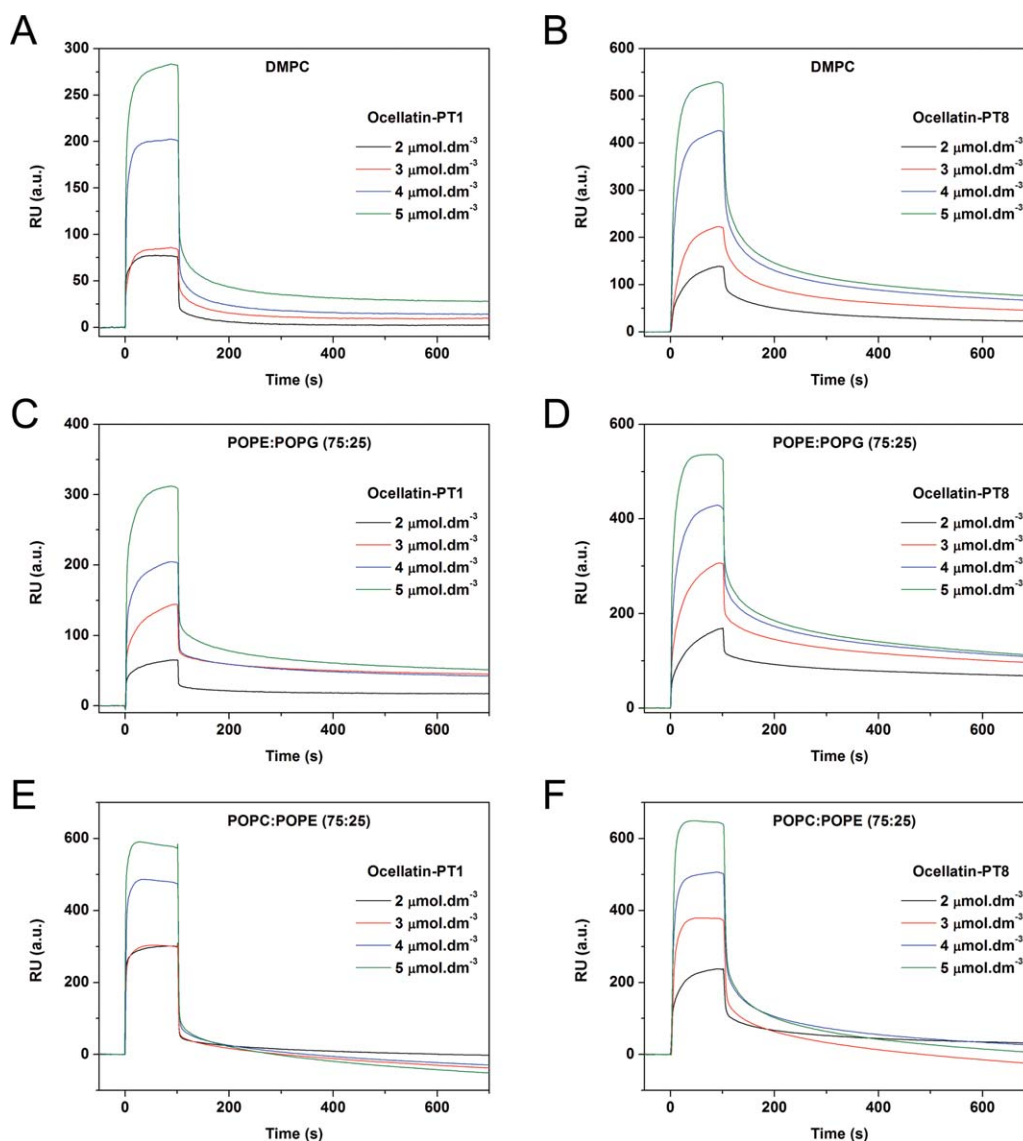 A
DMPC
Ocellatin-PT1
2 µmol.dm⁻³
3 µmol.dm⁻³
4 µmol.dm⁻³
5 µmol.dm⁻³
300
250
200
150
100
50
0
RU (a.u.)
0 200 400 600
Time (s)
B
DMPC
Ocellatin-PT8
2 µmol.dm⁻³
3 µmol.dm⁻³
4 µmol.dm⁻³
5 µmol.dm⁻³
600
500
400
300
200
100
0
RU (a.u.)
0 200 400 600
Time (s)
C
POPE:POPG (75:25)
Ocellatin-PT1
2 µmol.dm⁻³
3 µmol.dm⁻³
4 µmol.dm⁻³
5 µmol.dm⁻³
400
300
200
100
0
RU (a.u.)
0 200 400 600
Time (s)
D
POPE:POPG (75:25)
Ocellatin-PT8
2 µmol.dm⁻³
3 µmol.dm⁻³
4 µmol.dm⁻³
5 µmol.dm⁻³
600
400
200
0
RU (a.u.)
0 200 400 600
Time (s)
E
POPC:POPE (75:25)
Ocellatin-PT1
2 µmol.dm⁻³
3 µmol.dm⁻³
4 µmol.dm⁻³
5 µmol.dm⁻³
600
400
200
0
RU (a.u.)
0 200 400 600
Time (s)
F
POPC:POPE (75:25)
Ocellatin-PT8
2 µmol.dm⁻³
3 µmol.dm⁻³
4 µmol.dm⁻³
5 µmol.dm⁻³
600
400
200
0
RU (a.u.)
0 200 400 600
Time (s)